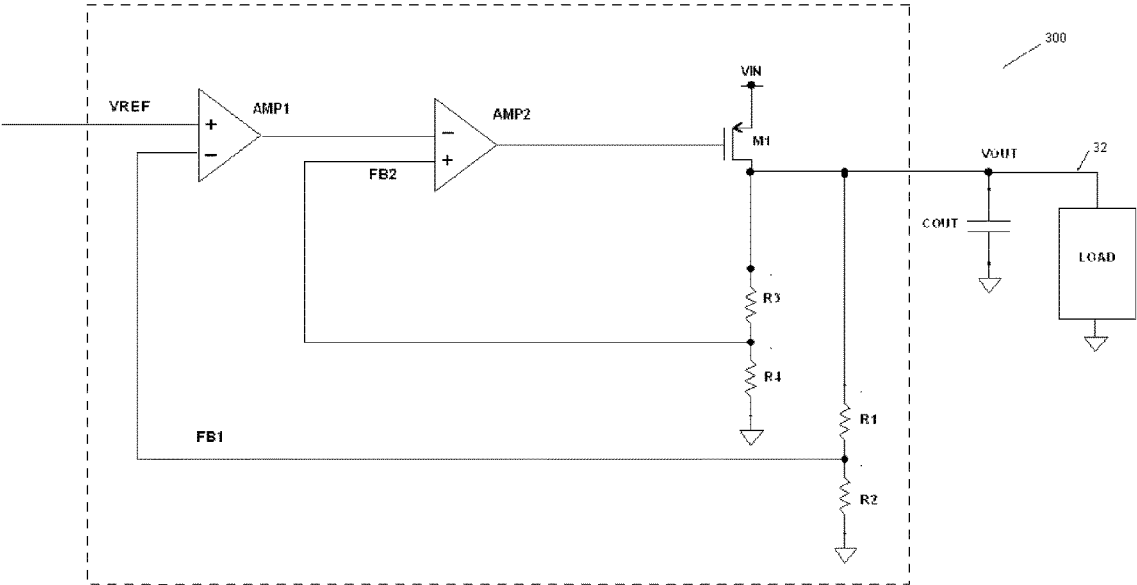 300
VIN
VREF
AMP1
AMP2
+
−
−
+
M1
FB2
VOUT
32
COUT
LOAD
R3
R4
R1
FB1
R2